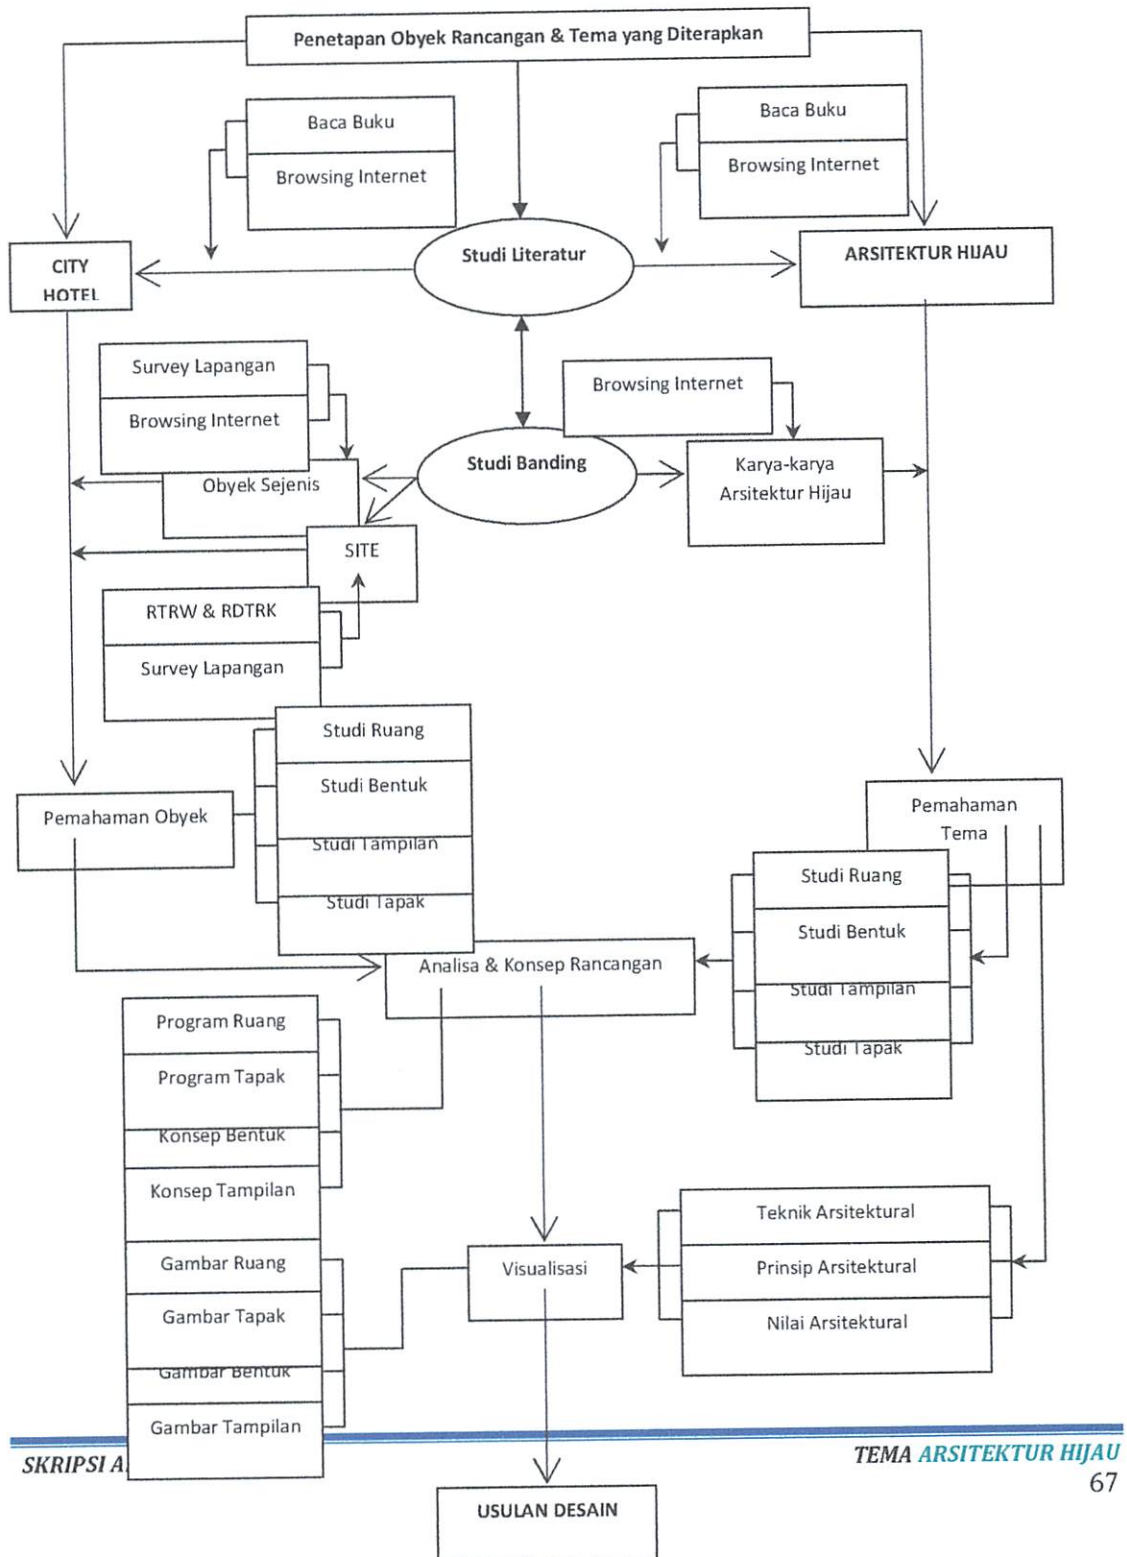 Penetapan Obyek Rancangan & Tema yang Diterapkan
Baca Buku
Browsing Internet
Baca Buku
Browsing Internet
CITY
HOTEL
Studi Literatur
ARSITEKTUR HIJAU
Survey Lapangan
Browsing Internet
Obyek Sejenis
Browsing Internet
Studi Banding
Karya-karya
Arsitektur Hijau
SITE
RTRW & RDTRK
Survey Lapangan
Pemahaman Obyek
Studi Ruang
Studi Bentuk
Studi Tampilan
Studi Tapak
Pemahaman
Tema
Studi Ruang
Studi Bentuk
Studi Tampilan
Studi Tapak
Analisa & Konsep Rancangan
Program Ruang
Program Tapak
Konsep Bentuk
Konsep Tampilan
Teknik Arsitektural
Prinsip Arsitektural
Nilai Arsitektural
Visualisasi
Gambar Ruang
Gambar Tapak
Gambar Bentuk
Gambar Tampilan
SKRIPSI A
TEMA ARSITEKTUR HIJAU
67
USULAN DESAIN